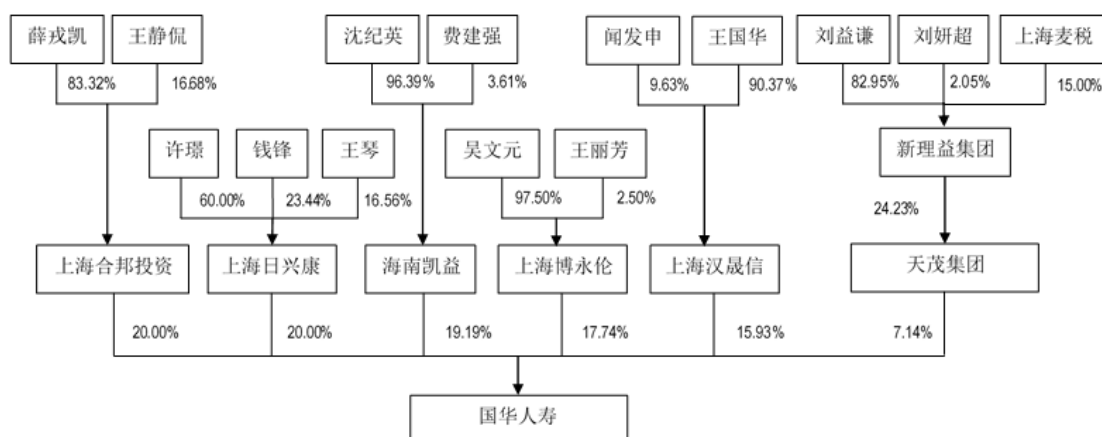 薛戎凯 王静侃 沈纪英 费建强 闻发申 王国华 刘益谦 刘妍超 上海麦税
83.32% 16.68% 96.39% 3.61% 9.63% 90.37% 82.95% 2.05% 15.00%
许璟 钱锋 王琴 吴文元 王丽芳 新理益集团
60.00% 23.44% 16.56% 97.50% 2.50% 24.23%
上海合邦投资 上海日兴康 海南凯益 上海博永伦 上海汉晟信 天茂集团
20.00% 20.00% 19.19% 17.74% 15.93% 7.14%
国华人寿